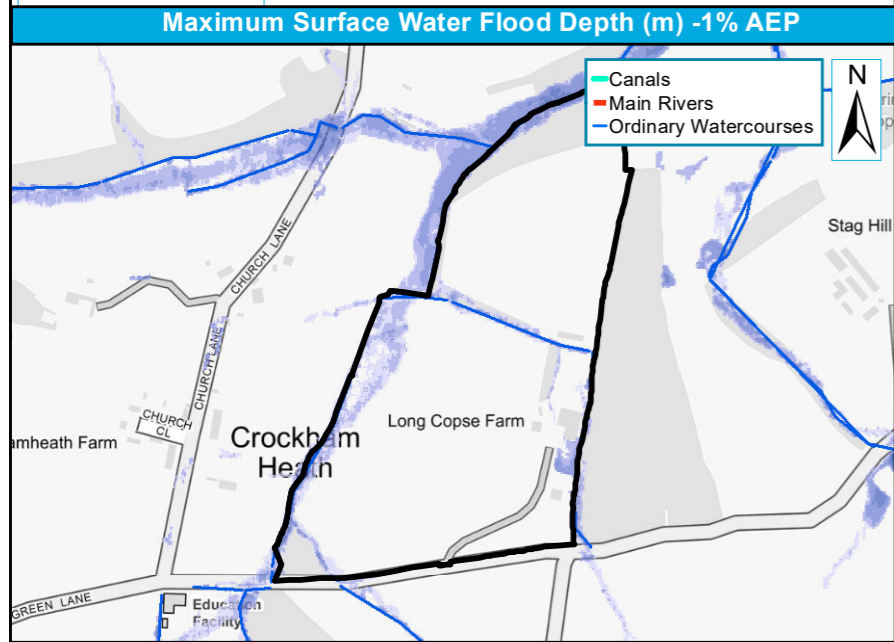 Maximum Surface Water Flood Depth (m) -1% AEP
Canals
Main Rivers
Ordinary Watercourses
N
Stag Hill
CHURCH LANE
CHURCH LANE
CHURCH
CL
amheath Farm
Crockham
Heath
Long Copse Farm
GREEN LANE
Education
Facility